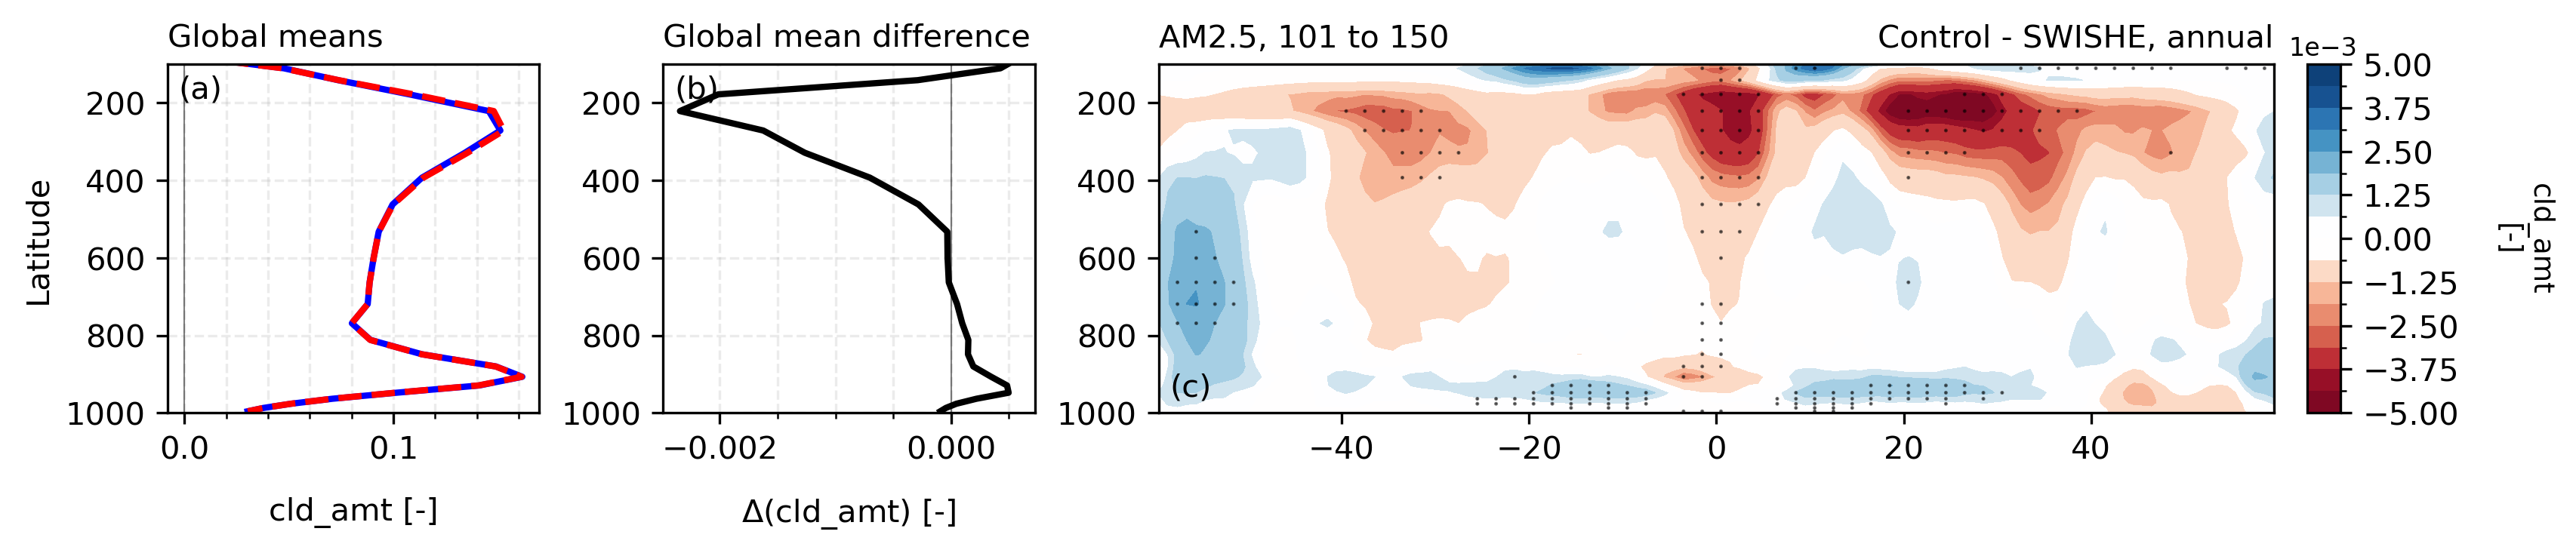 Global means
Global mean difference
AM2.5, 101 to 150
Control - SWISHE, annual
(a)
(b)
(c)
Latitude
200
400
600
800
1000
0.0
0.1
cld_amt [-]
200
400
600
800
1000
−0.002
0.000
Δ(cld_amt) [-]
200
400
600
800
1000
−40
−20
0
20
40
1e−3
5.00
3.75
2.50
1.25
0.00
−1.25
−2.50
−3.75
−5.00
cld_amt
[-]